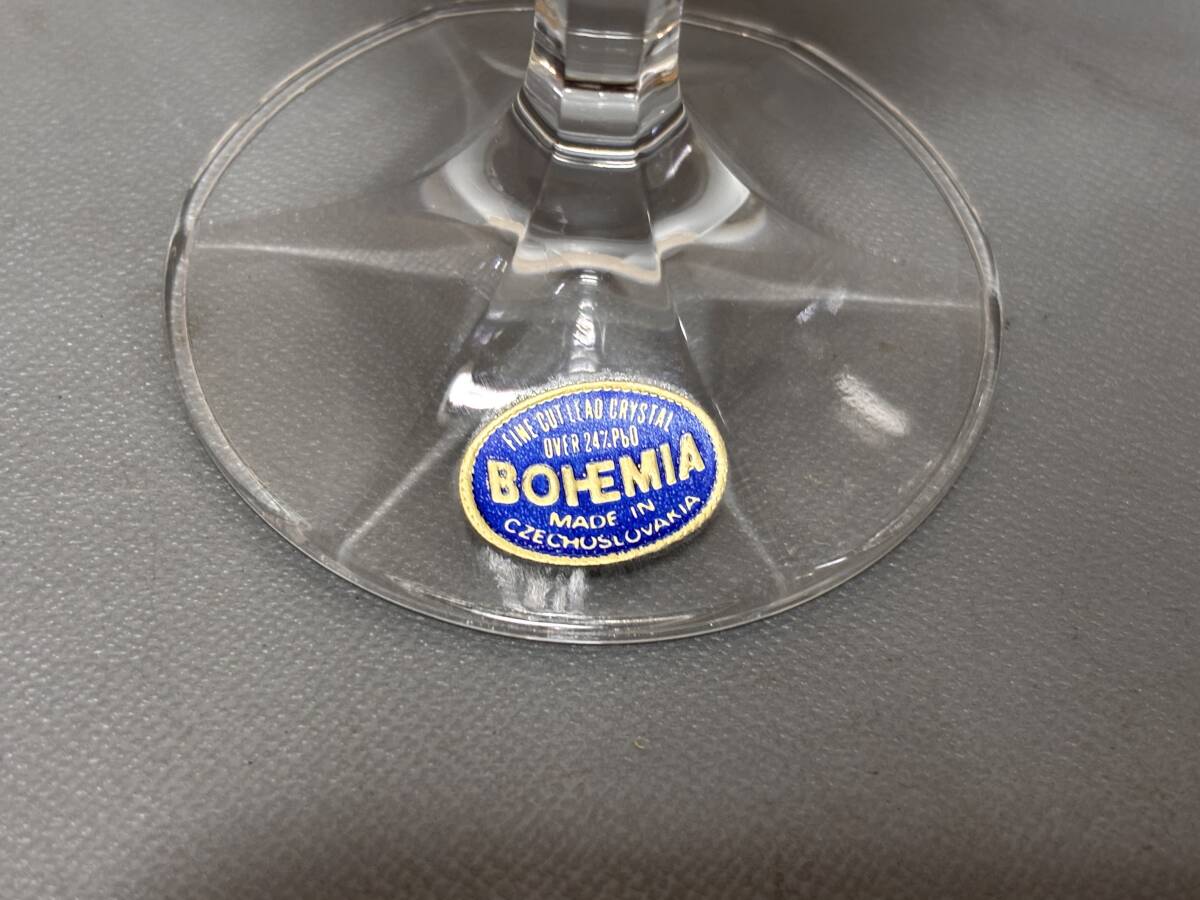 FINE CUT LEAD CRYSTAL
OVER 24% PbO
BOHEMIA
MADE IN
CZECHOSLOVAKIA